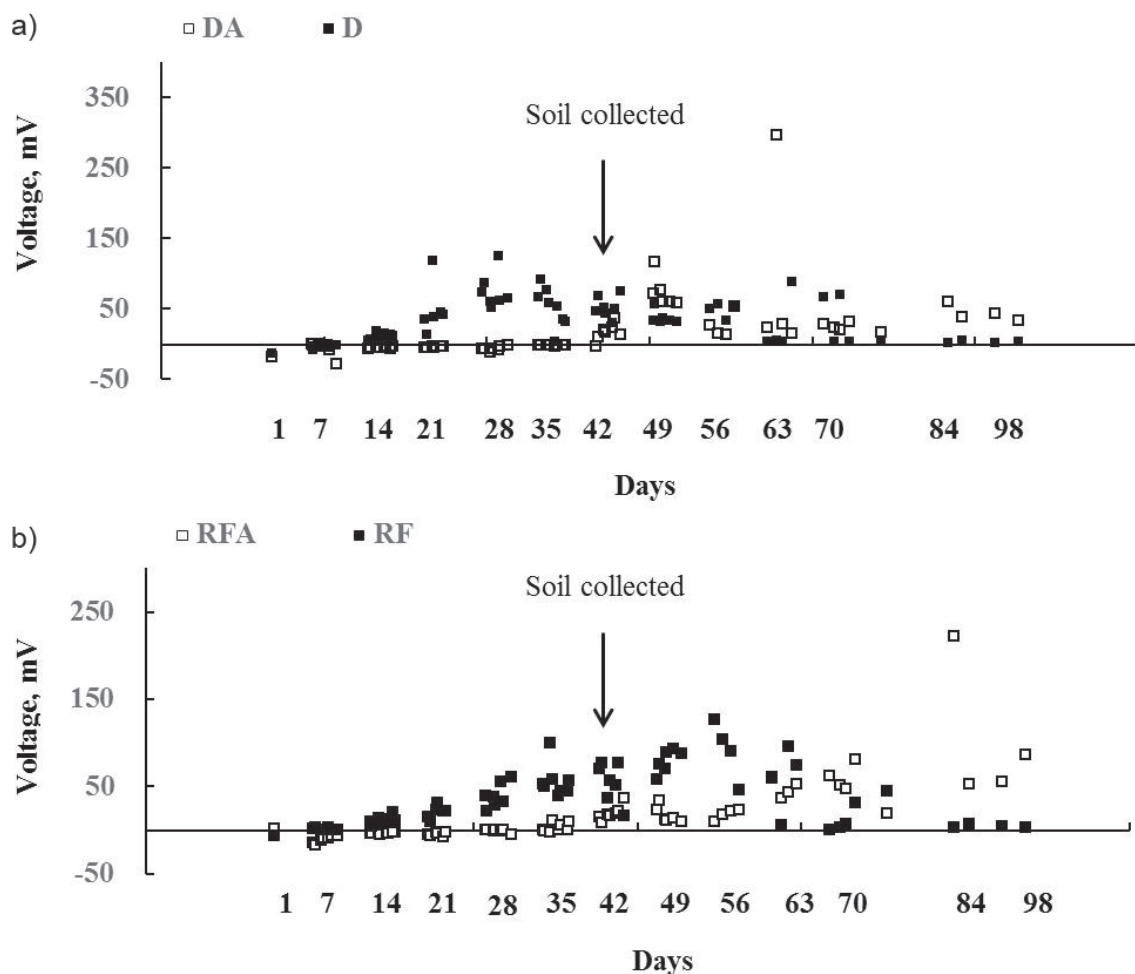 a)
DA D
350
Soil collected
250
150
50
-50
Voltage, mV
1 7 14 21 28 35 42 49 56 63 70 84 98
Days
b)
RFA RF
Soil collected
250
150
50
-50
Voltage, mV
1 7 14 21 28 35 42 49 56 63 70 84 98
Days